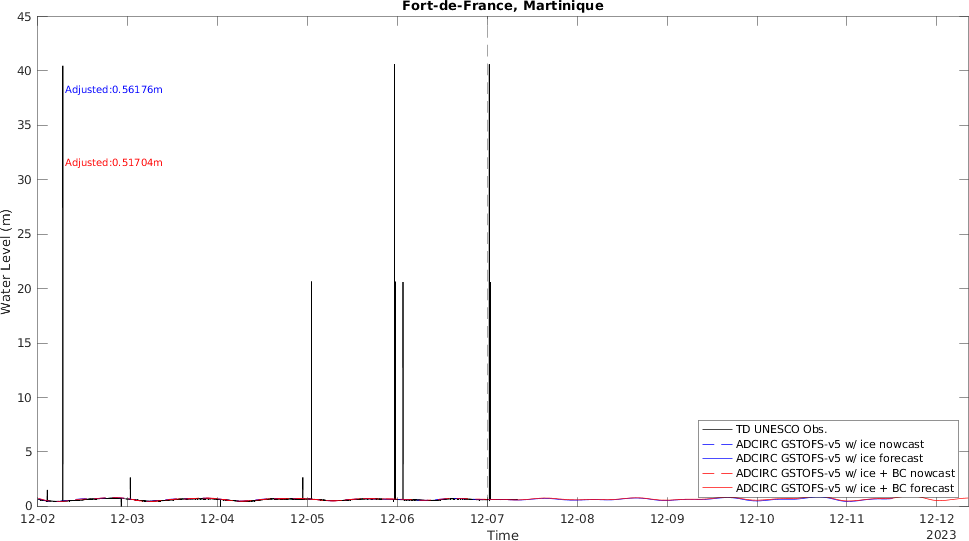 Fort-de-France, Martinique
45
40
35
30
25
20
15
10
5
0
Water Level (m)
Adjusted:0.56176m
Adjusted:0.51704m
TD UNESCO Obs.
ADCIRC GSTOFS-v5 w/ ice nowcast
ADCIRC GSTOFS-v5 w/ ice forecast
ADCIRC GSTOFS-v5 w/ ice + BC nowcast
ADCIRC GSTOFS-v5 w/ ice + BC forecast
12-02 12-03 12-04 12-05 12-06 12-07 12-08 12-09 12-10 12-11 12-12
2023
Time